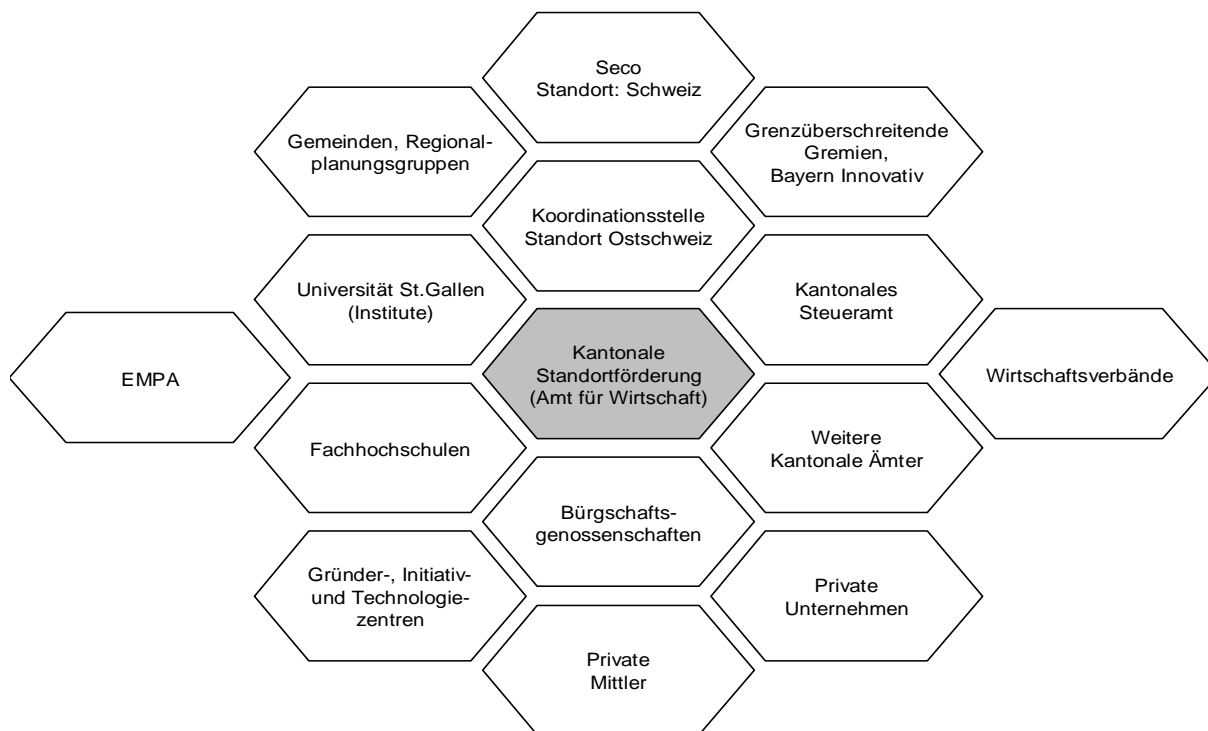 Seco
Standort: Schweiz
Gemeinden, Regional-
planungsgruppen
Grenzüberschreitende
Gremien,
Bayern Innovativ
Koordinationsstelle
Standort Ostschweiz
Universität St.Gallen
(Institute)
Kantonales
Steueramt
EMPA
Kantonale
Standortförderung
(Amt für Wirtschaft)
Wirtschaftsverbände
Fachhochschulen
Weitere
Kantonale Ämter
Bürgschafts-
genossenschaften
Gründer-, Initiativ-
und Technologie-
zentren
Private
Unternehmen
Private
Mittler